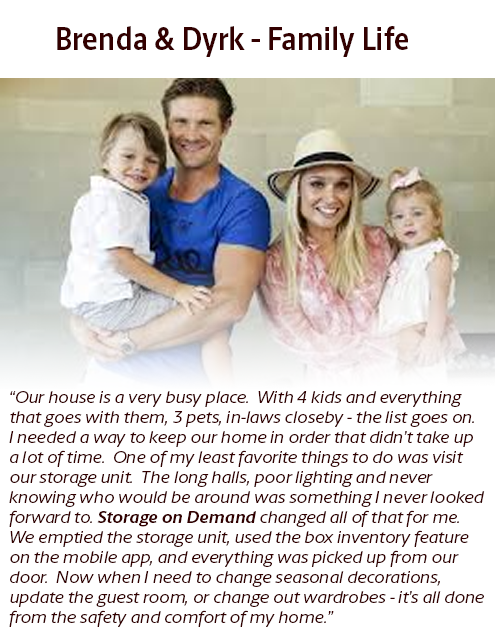 Brenda & Dyrk - Family Life
“Our house is a very busy place.  With 4 kids and everything
that goes with them, 3 pets, in-laws closeby - the list goes on.
I needed a way to keep our home in order that didn't take up
a lot of time.  One of my least favorite things to do was visit
our storage unit.  The long halls, poor lighting and never
knowing who would be around was something I never looked
forward to. Storage on Demand changed all of that for me.
We emptied the storage unit, used the box inventory feature
on the mobile app, and everything was picked up from our
door.  Now when I need to change seasonal decorations,
update the guest room, or change out wardrobes - it's all done
from the safety and comfort of my home.”